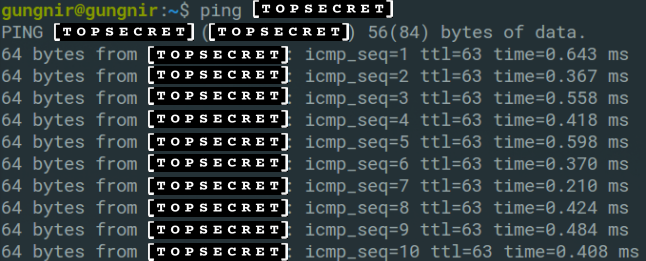 gungnir@gungnir:~$ ping [TOPSECRET]
PING [TOPSECRET] ([TOPSECRET]) 56(84) bytes of data.
64 bytes from [TOPSECRET]: icmp_seq=1 ttl=63 time=0.643 ms
64 bytes from [TOPSECRET]: icmp_seq=2 ttl=63 time=0.367 ms
64 bytes from [TOPSECRET]: icmp_seq=3 ttl=63 time=0.558 ms
64 bytes from [TOPSECRET]: icmp_seq=4 ttl=63 time=0.418 ms
64 bytes from [TOPSECRET]: icmp_seq=5 ttl=63 time=0.598 ms
64 bytes from [TOPSECRET]: icmp_seq=6 ttl=63 time=0.370 ms
64 bytes from [TOPSECRET]: icmp_seq=7 ttl=63 time=0.210 ms
64 bytes from [TOPSECRET]: icmp_seq=8 ttl=63 time=0.424 ms
64 bytes from [TOPSECRET]: icmp_seq=9 ttl=63 time=0.484 ms
64 bytes from [TOPSECRET]: icmp_seq=10 ttl=63 time=0.408 ms